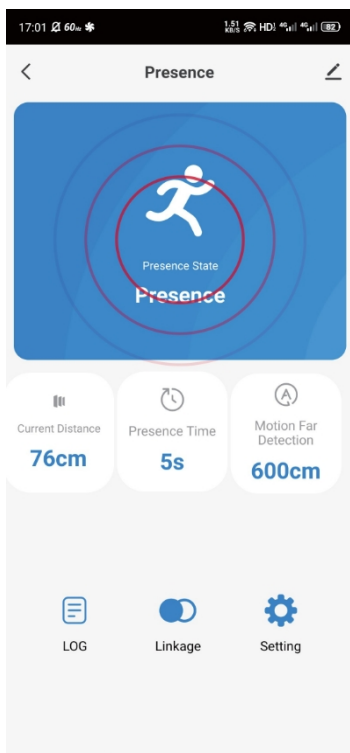 17:01 60Hz 1.51 KB/S HD 4G 4G 82
Presence
Presence State
Presence
Current Distance
76cm
Presence Time
5s
Motion Far
Detection
600cm
LOG
Linkage
Setting